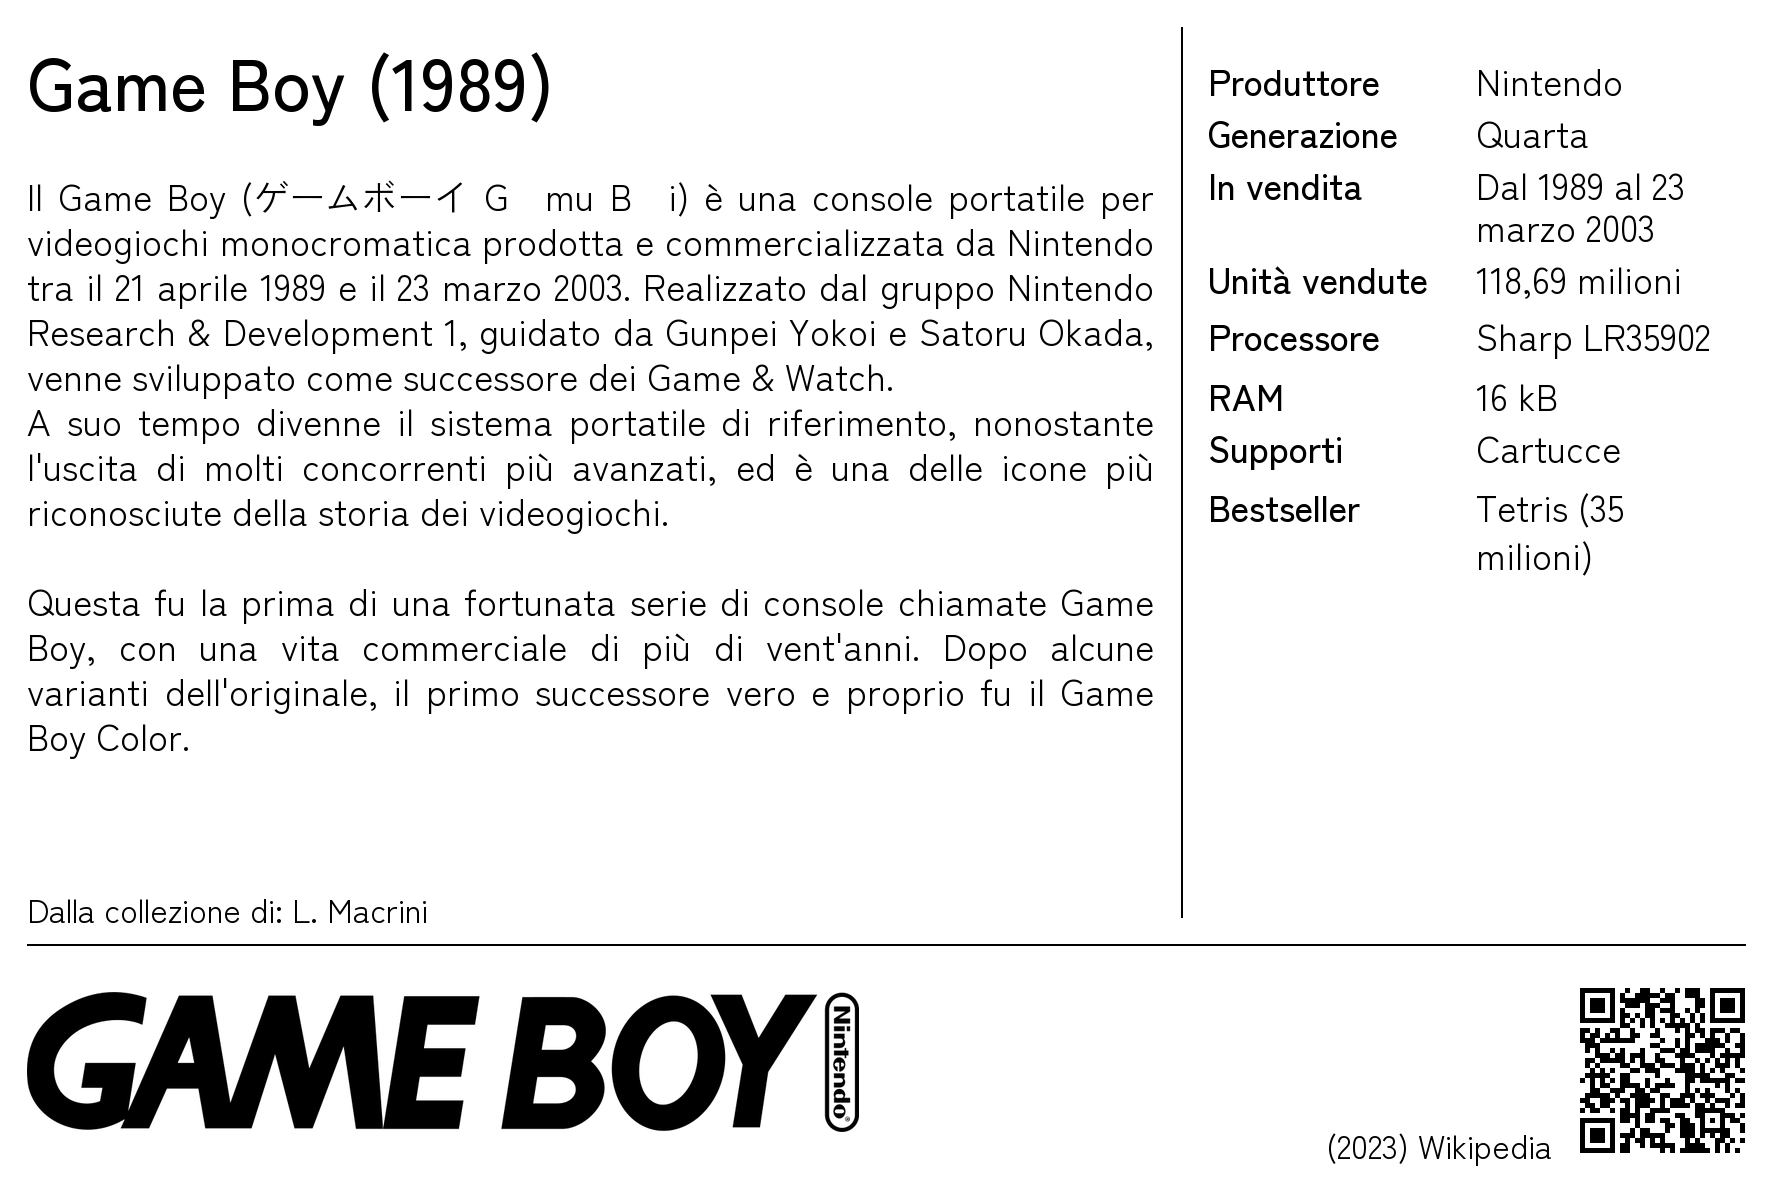 Game Boy (1989)
Il Game Boy (ゲームボーイ G mu B i) è una console portatile per
videogiochi monocromatica prodotta e commercializzata da Nintendo
tra il 21 aprile 1989 e il 23 marzo 2003. Realizzato dal gruppo Nintendo
Research & Development 1, guidato da Gunpei Yokoi e Satoru Okada,
venne sviluppato come successore dei Game & Watch.
A suo tempo divenne il sistema portatile di riferimento, nonostante
l'uscita di molti concorrenti più avanzati, ed è una delle icone più
riconosciute della storia dei videogiochi.
Questa fu la prima di una fortunata serie di console chiamate Game
Boy, con una vita commerciale di più di vent'anni. Dopo alcune
varianti dell'originale, il primo successore vero e proprio fu il Game
Boy Color.
Dalla collezione di: L. Macrini
Produttore Nintendo
Generazione Quarta
In vendita Dal 1989 al 23
marzo 2003
Unità vendute 118,69 milioni
Processore Sharp LR35902
RAM 16 kB
Supporti Cartucce
Bestseller Tetris (35
milioni)
GAME BOY Nintendo®
(2023) Wikipedia